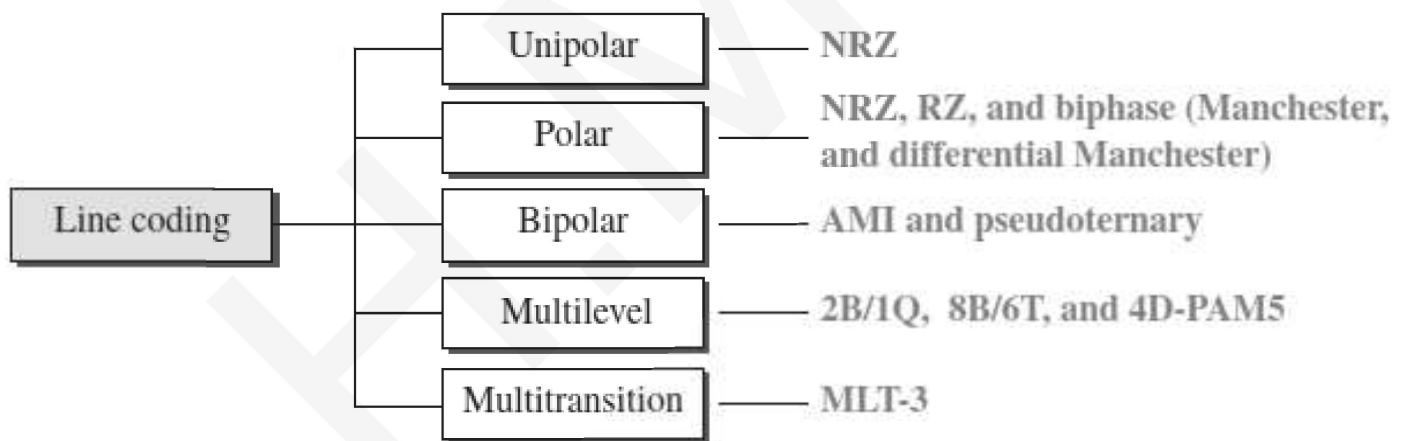 Unipolar
NRZ
Polar
NRZ, RZ, and biphase (Manchester,
and differential Manchester)
Line coding
Bipolar
AMI and pseudoternary
Multilevel
2B/1Q, 8B/6T, and 4D-PAM5
Multitransition
MLT-3